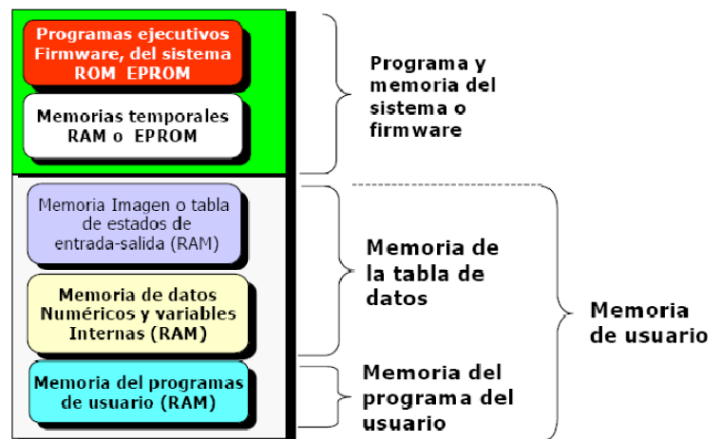 Programas ejecutivos
Firmware, del sistema
ROM EPROM
Memorias temporales
RAM o EPROM
Programa y
memoria del
sistema o
firmware
Memoria Imagen o tabla
de estados de
entrada-salida (RAM)
Memoria de datos
Numéricos y variables
Internas (RAM)
Memoria de
la tabla de
datos
Memoria del programas
de usuario (RAM)
Memoria del
programa del
usuario
Memoria
de usuario